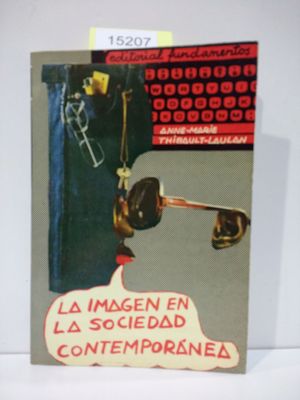 15207
editorial fundamentos
ANNE-MARIE
THIBAULT-LAULAN
LA IMAGEN EN
LA SOCIEDAD
CONTEMPORÁNEA